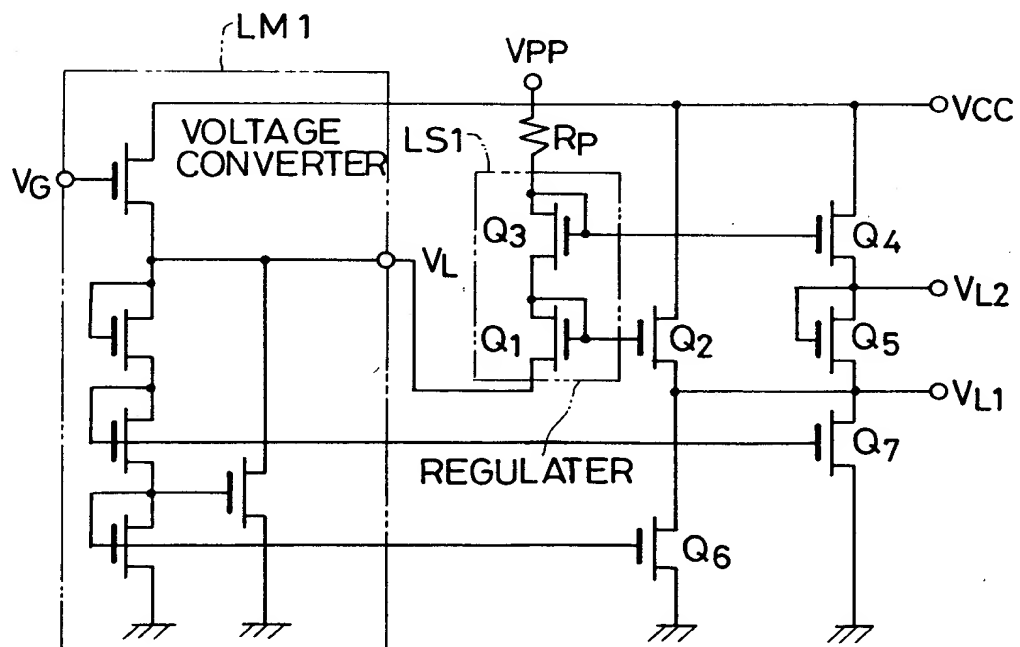 LM1
VPP
VCC
VOLTAGE
CONVERTER
LS1
RP
VG
Q3
Q4
VL
VL2
Q1
Q2
Q5
VL1
REGULATER
Q7
Q6